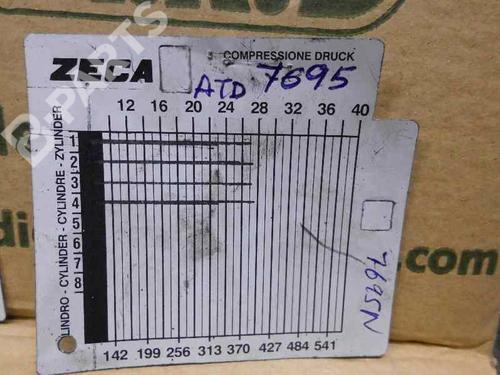 ZECA
COMPRESSIONE DRUCK
ATD 7695
12 16 20 24 28 32 36 40
CILINDRO - CYLINDER - CYLINDRE - ZYLINDER
1
2
3
4
5
6
7
8
7695N
142 199 256 313 370 427 484 541
.com
B-PARTS